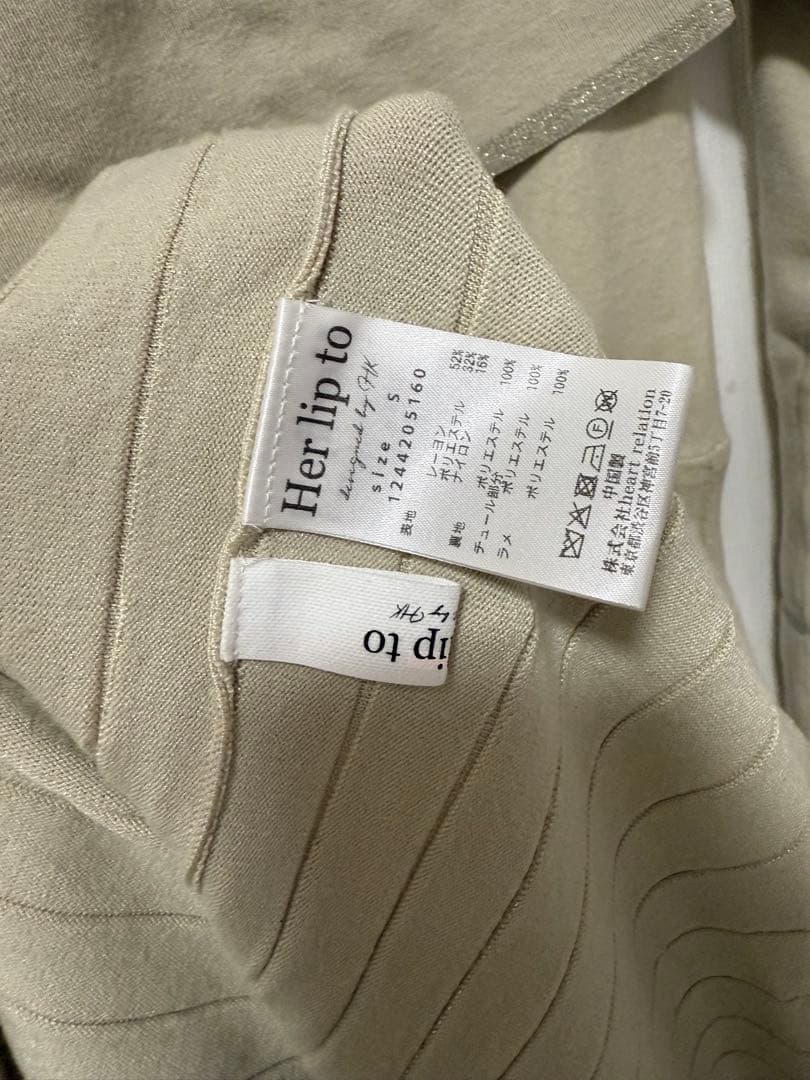 Her lip to
designed by HK
size S
1244205160
表地 レーヨン 52%
ポリエステル 32%
ナイロン 16%
裏地 ポリエステル 100%
チュール部分 ポリエステル 100%
ラメ ポリエステル 100%
中国製
株式会社heart relation
東京都渋谷区神宮前5丁目7-20
by HK
ip to